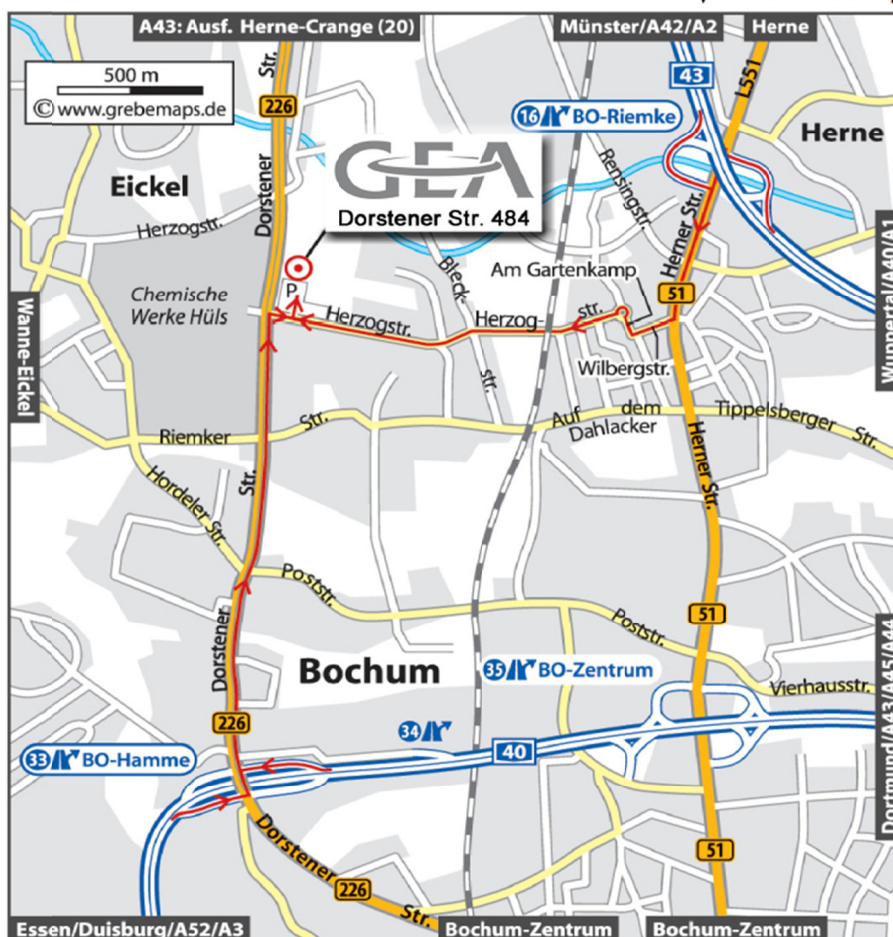 A43: Ausf. Herne-Crange (20)
Münster/A42/A2
Herne
500 m
© www.grebemaps.de
Str.
226
Dorstener
43
L551
16 BO-Riemke
Herne
Eickel
GEA
Dorstener Str. 484
Rensingstr.
Herzogstr.
Herner Str.
Bleck-
str.
Am Gartenkamp
51
Chemische
Werke Hüls
P
Herzogstr.
Herzog-
str.
Wilbergstr.
Wanne-Eickel
Riemker
Str.
Auf dem
Dahlacker
Tippelsberger
Str.
Herner Str.
Str.
Hordeler Str.
Poststr.
51
Poststr.
Dorstener
Bochum
35 BO-Zentrum
Vierhausstr.
Dortmund/A43/A45/A44
226
34
40
33 BO-Hamme
Dorstener
226
Str.
51
Essen/Duisburg/A52/A3
Bochum-Zentrum
Bochum-Zentrum